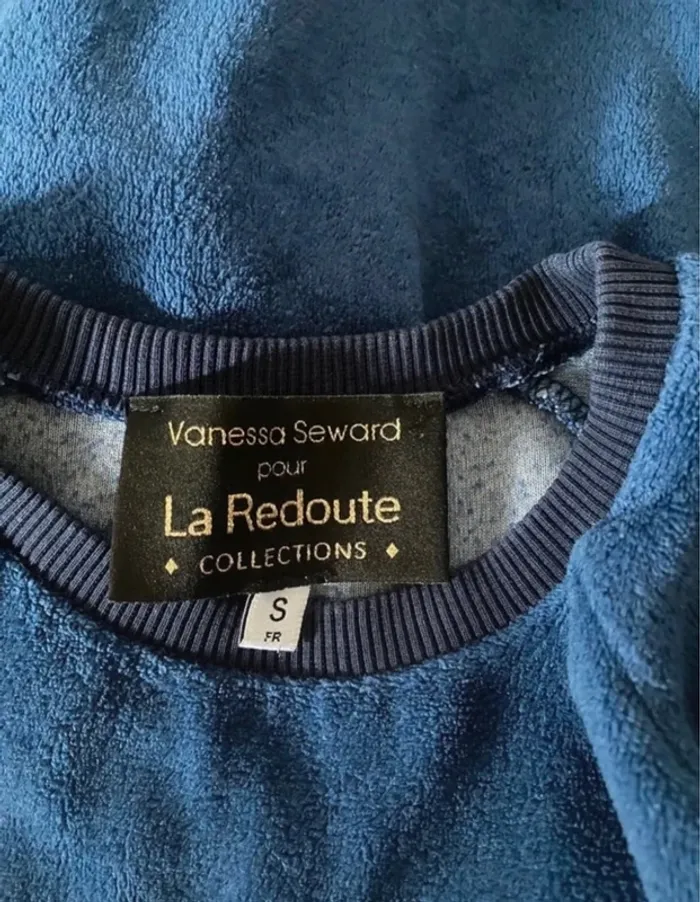 Vanessa Seward
pour
La Redoute
COLLECTIONS
S
FR